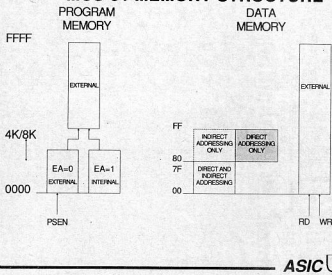 PROGRAM
MEMORY
DATA
MEMORY
FFFF
EXTERNAL
4K/8K
EA=0
EXTERNAL
EA=1
INTERNAL
0000
PSEN
EXTERNAL
FF
INDIRECT
ADDRESSING
ONLY
DIRECT
ADDRESSING
ONLY
80
7F
DIRECT AND
INDIRECT
ADDRESSING
00
RD WR
ASIC